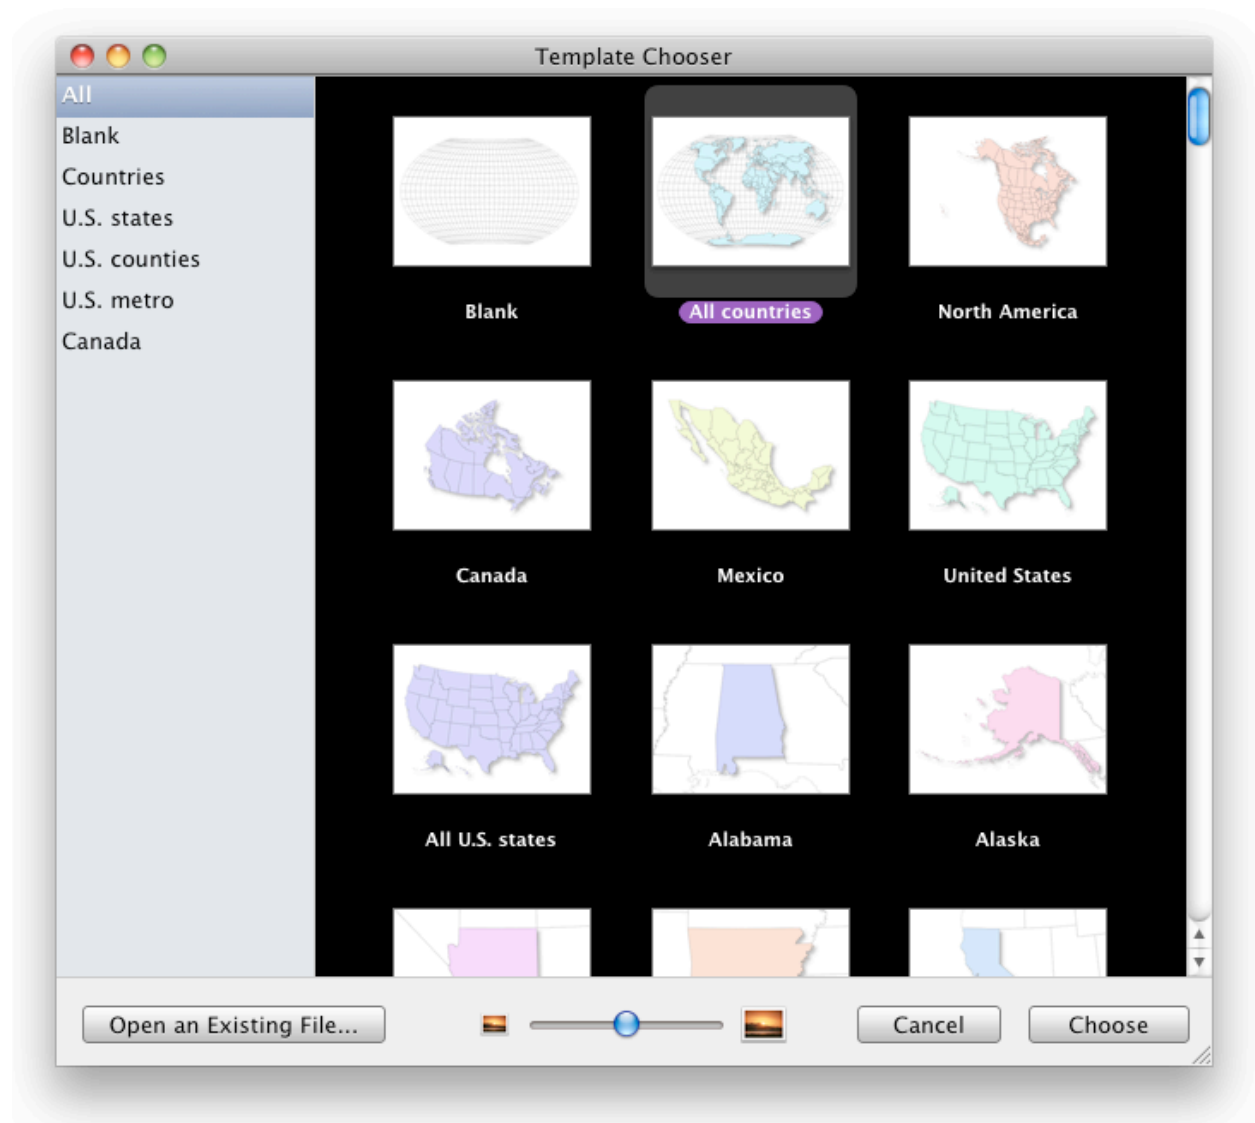 Template Chooser
All
Blank
Countries
U.S. states
U.S. counties
U.S. metro
Canada
Blank
All countries
North America
Canada
Mexico
United States
All U.S. states
Alabama
Alaska
Open an Existing File...
Cancel
Choose